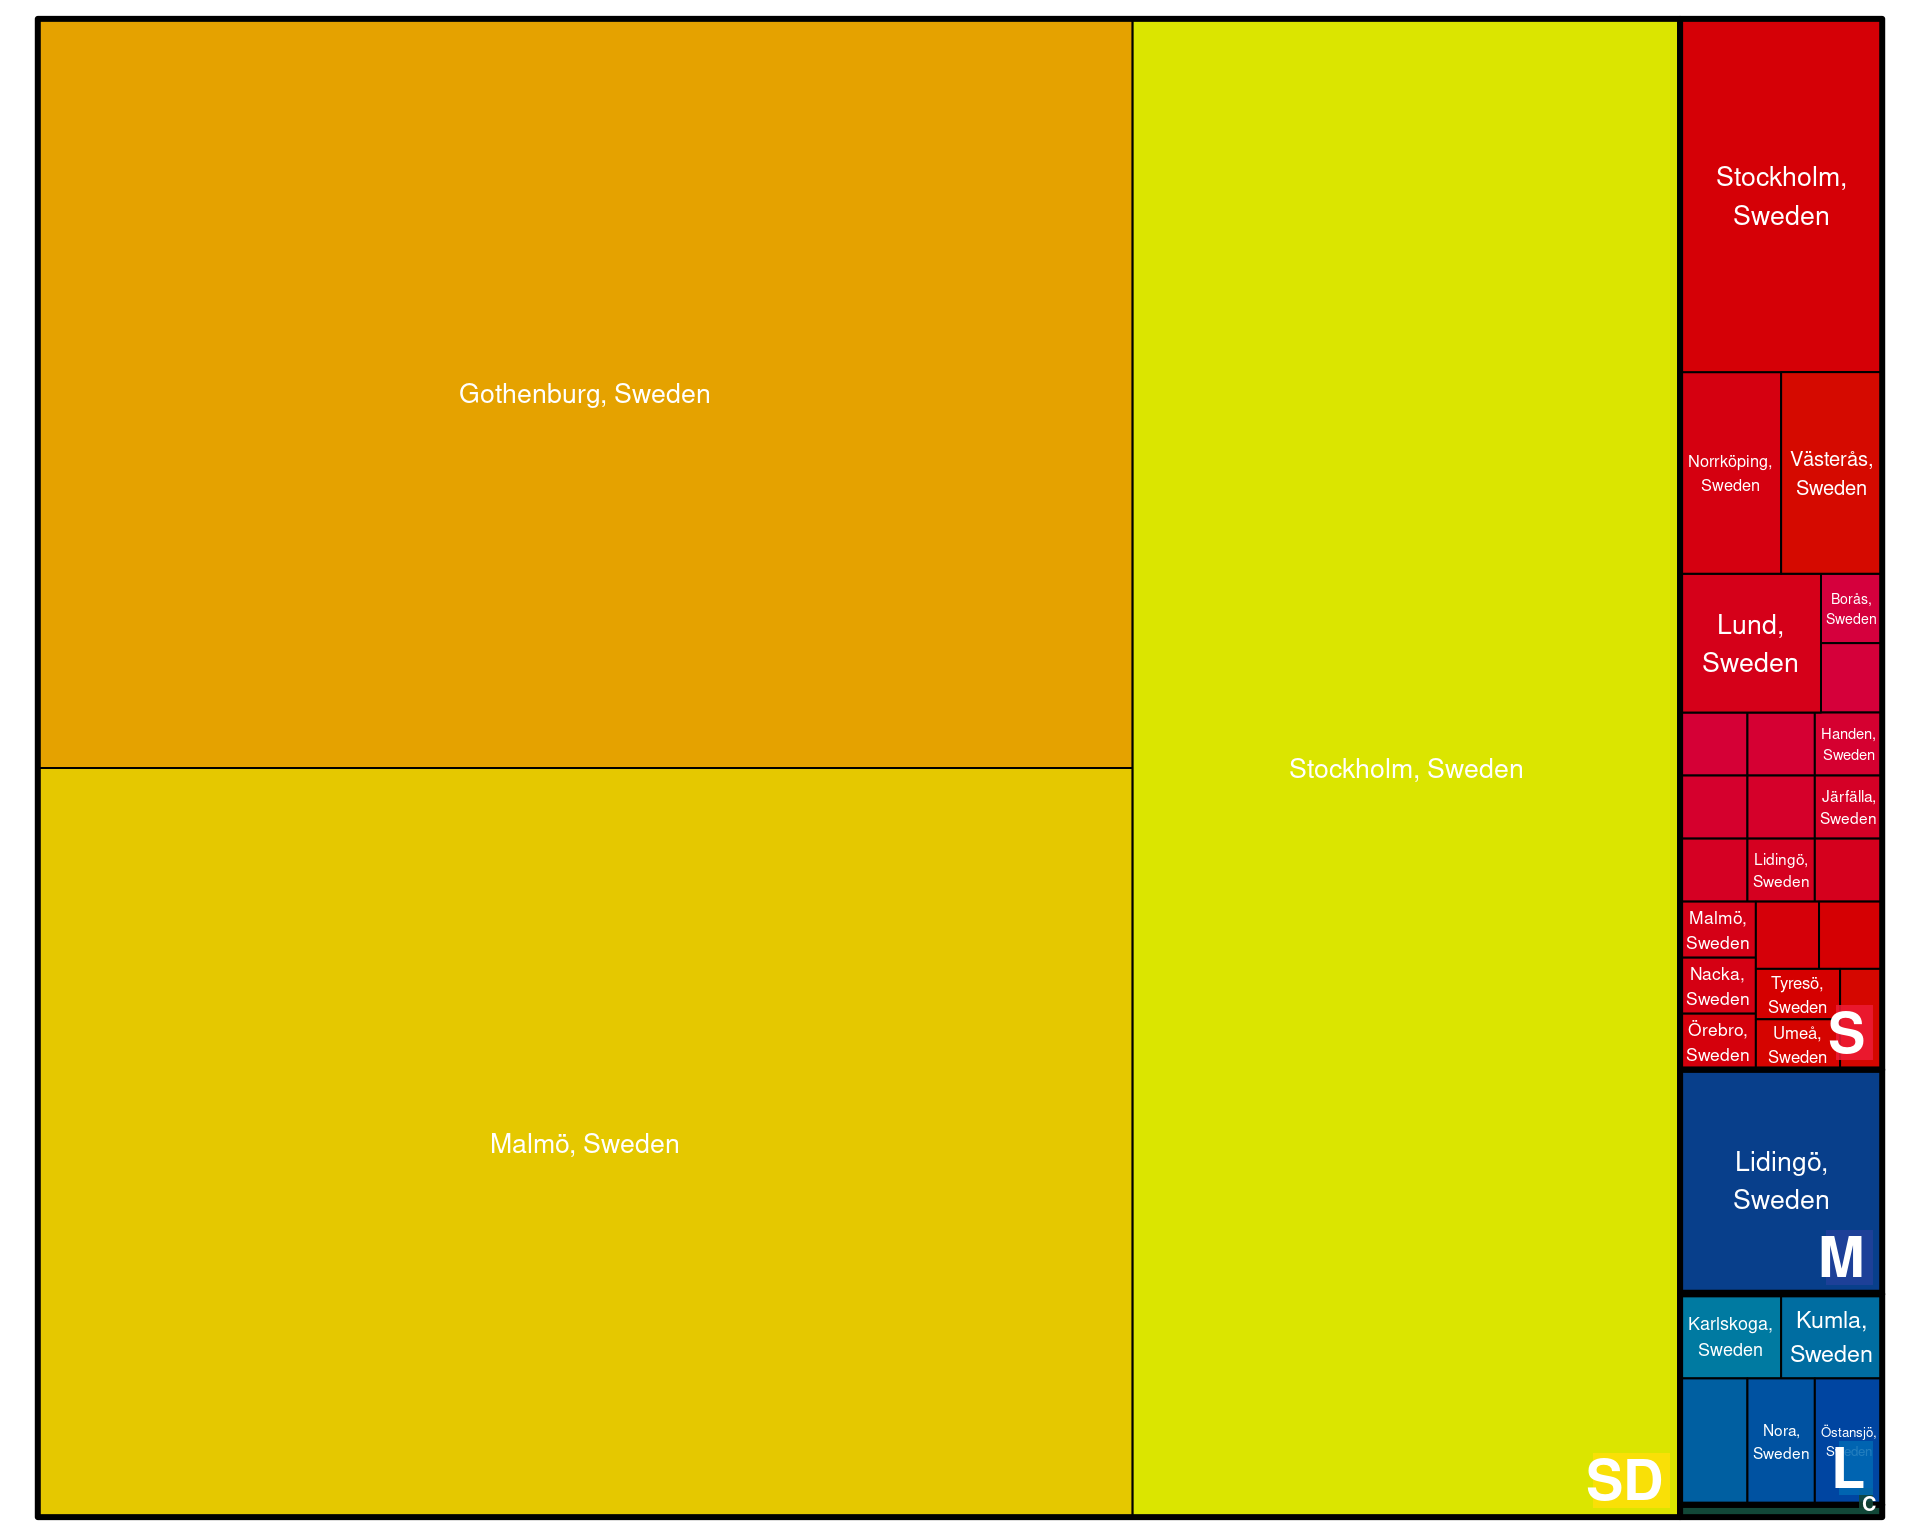 Gothenburg, Sweden
Malmö, Sweden
Stockholm, Sweden
SD
Stockholm,
Sweden
Norrköping,
Sweden
Västerås,
Sweden
Lund,
Sweden
Borås,
Sweden
Handen,
Sweden
Järfälla,
Sweden
Lidingö,
Sweden
Malmö,
Sweden
Nacka,
Sweden
Örebro,
Sweden
Tyresö,
Sweden
Umeå,
Sweden
S
Lidingö,
Sweden
M
Karlskoga,
Sweden
Kumla,
Sweden
Nora,
Sweden
Östansjö,
Sweden
L
C